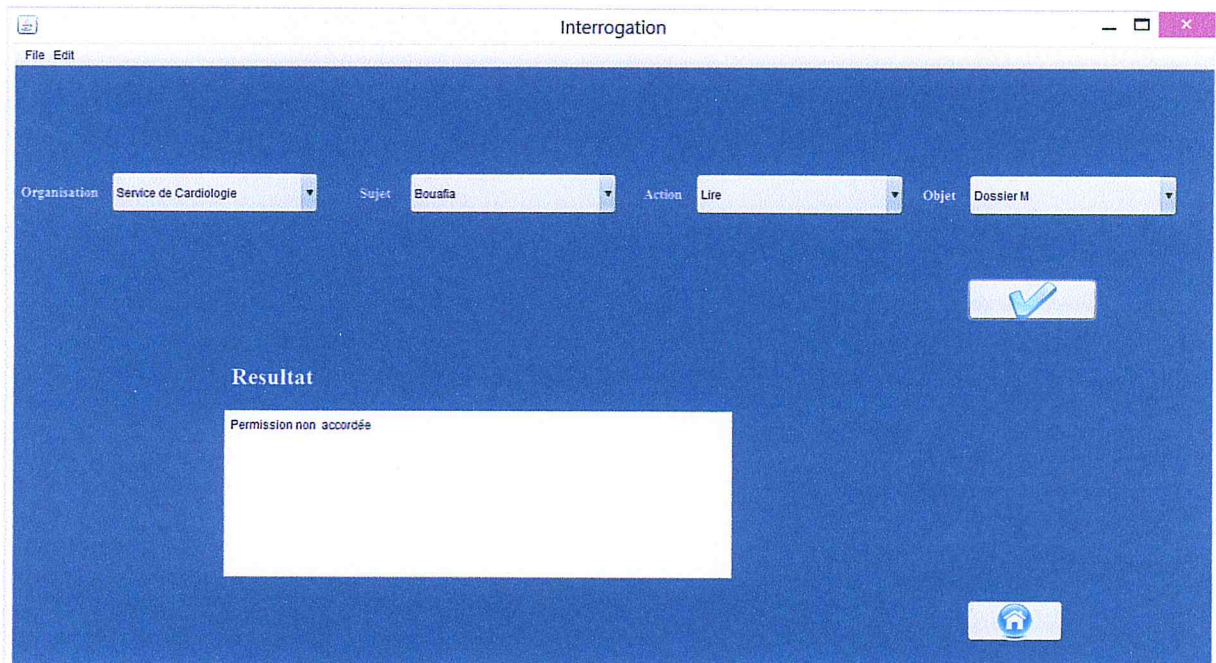 Interrogation
File Edit
Organisation Service de Cardiologie Sujet Bouafia Action Lire Objet Dossier M
Resultat
Permission non accordée